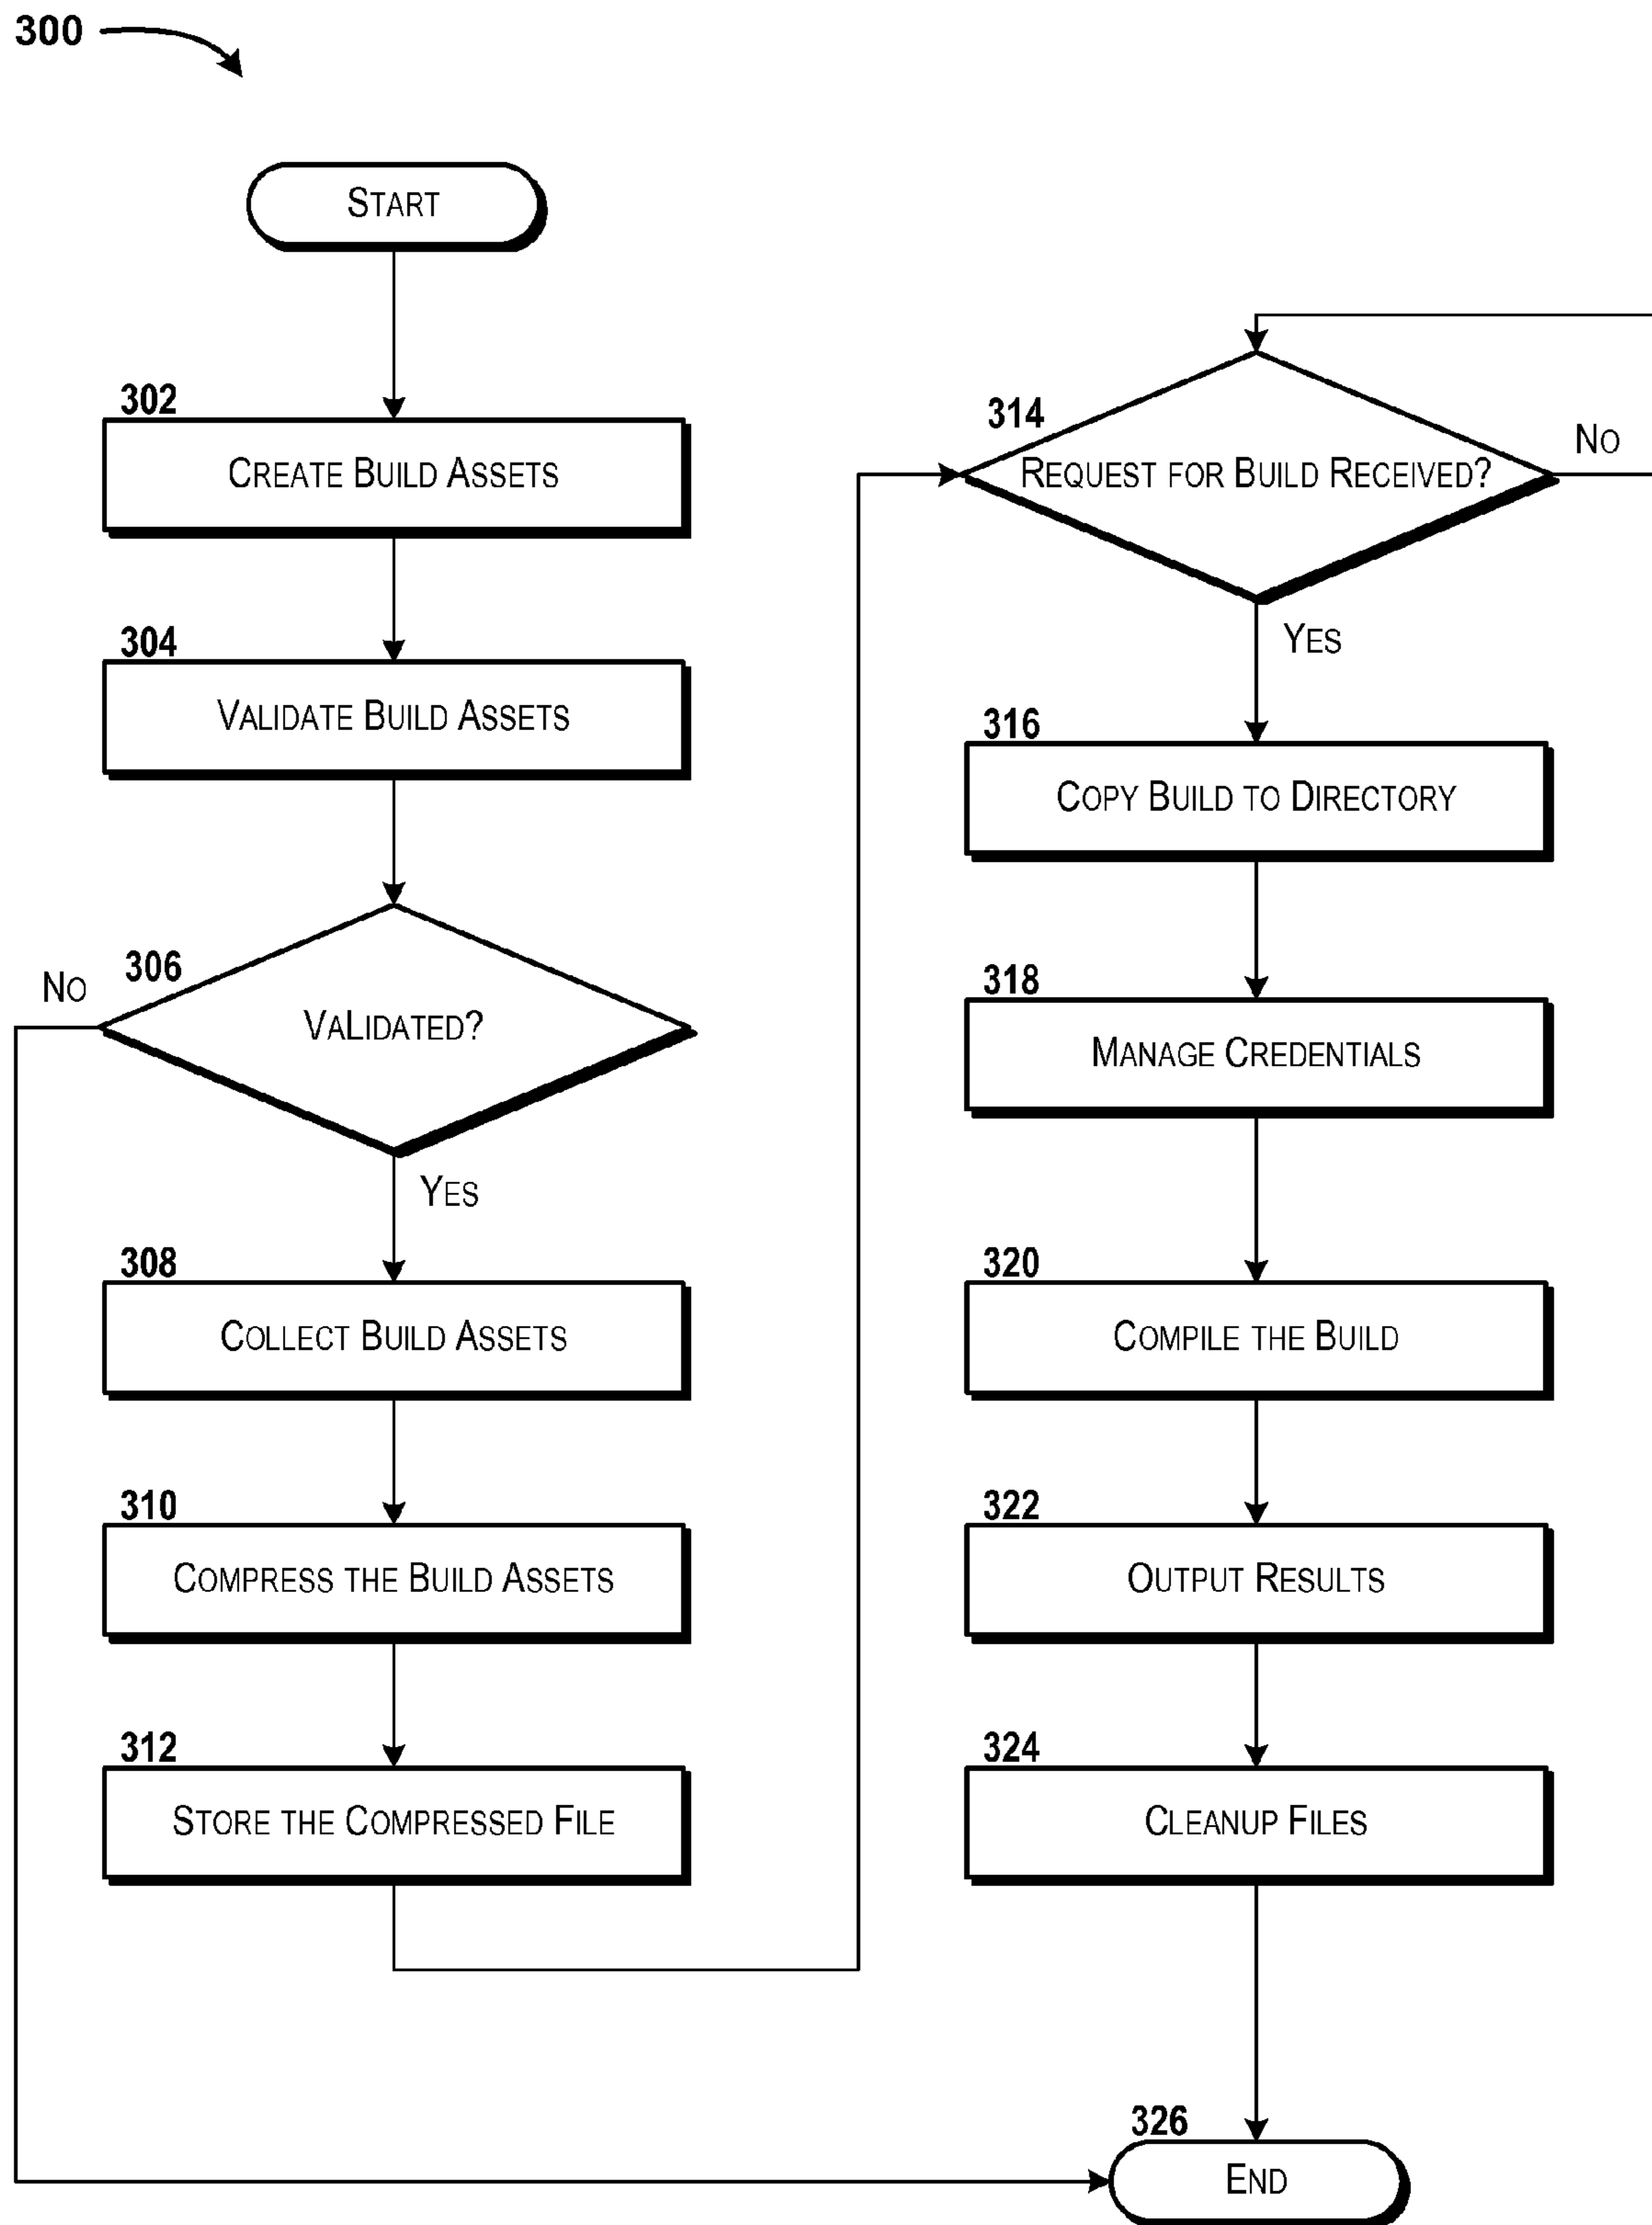 300
START
302
CREATE BUILD ASSETS
304
VALIDATE BUILD ASSETS
306
NO
VALIDATED?
YES
308
COLLECT BUILD ASSETS
310
COMPRESS THE BUILD ASSETS
312
STORE THE COMPRESSED FILE
314
NO
REQUEST FOR BUILD RECEIVED?
YES
316
COPY BUILD TO DIRECTORY
318
MANAGE CREDENTIALS
320
COMPILE THE BUILD
322
OUTPUT RESULTS
324
CLEANUP FILES
326
END